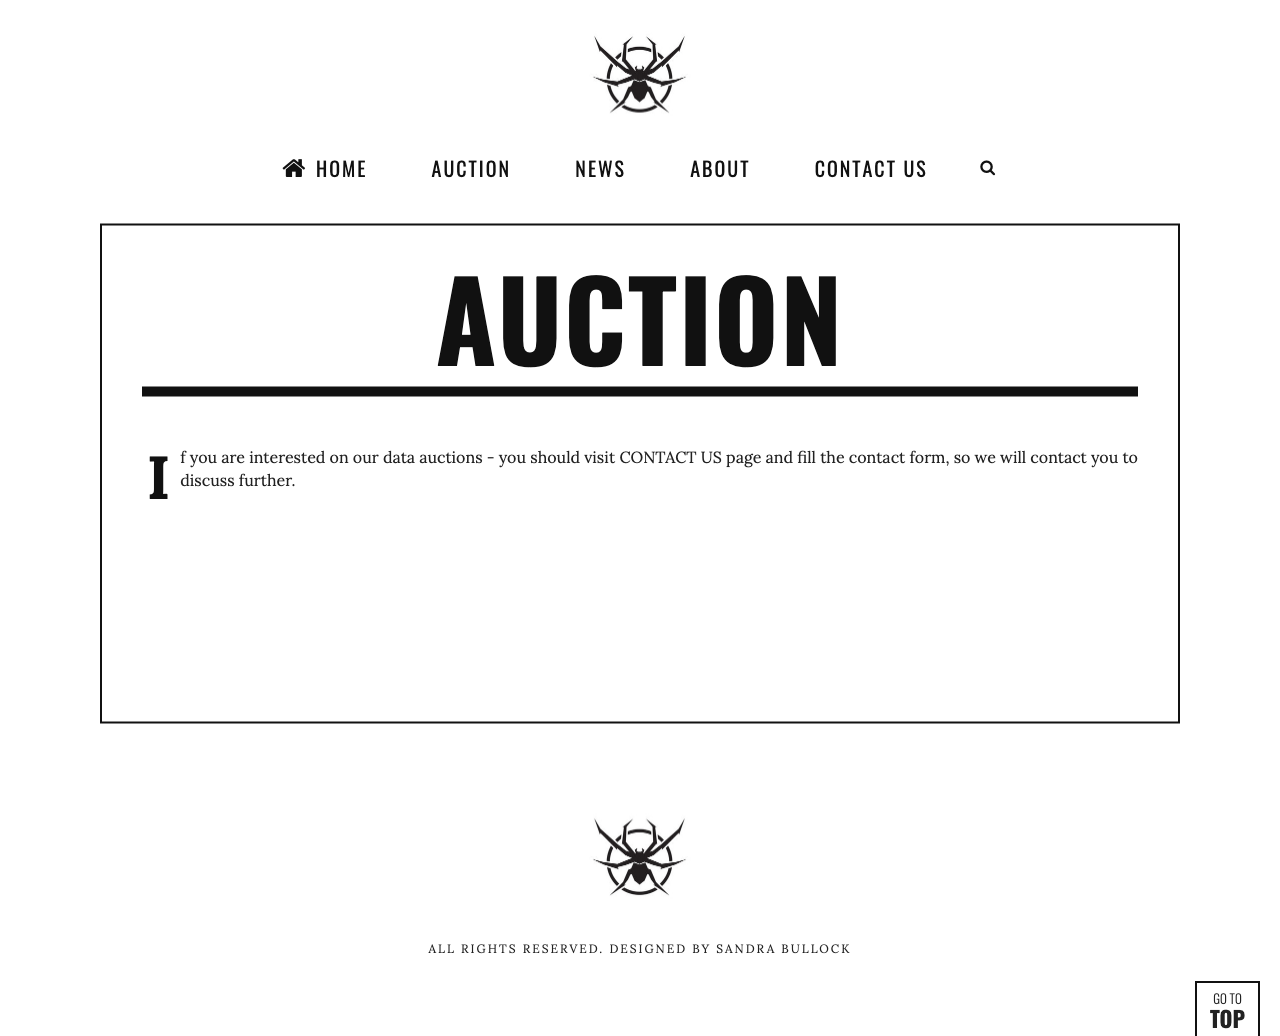 HOME AUCTION NEWS ABOUT CONTACT US
AUCTION
If you are interested on our data auctions - you should visit CONTACT US page and fill the contact form, so we will contact you to
discuss further.
ALL RIGHTS RESERVED. DESIGNED BY SANDRA BULLOCK
GO TO
TOP